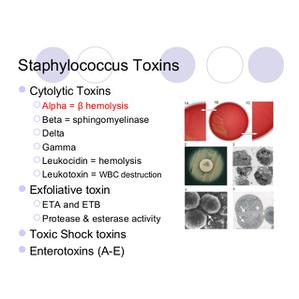 Staphylococcus Toxins
Cytolytic Toxins
Alpha = β hemolysis
Beta = sphingomyelinase
Delta
Gamma
Leukocidin = hemolysis
Leukotoxin = WBC destruction
Exfoliative toxin
ETA and ETB
Protease & esterase activity
Toxic Shock toxins
Enterotoxins (A-E)